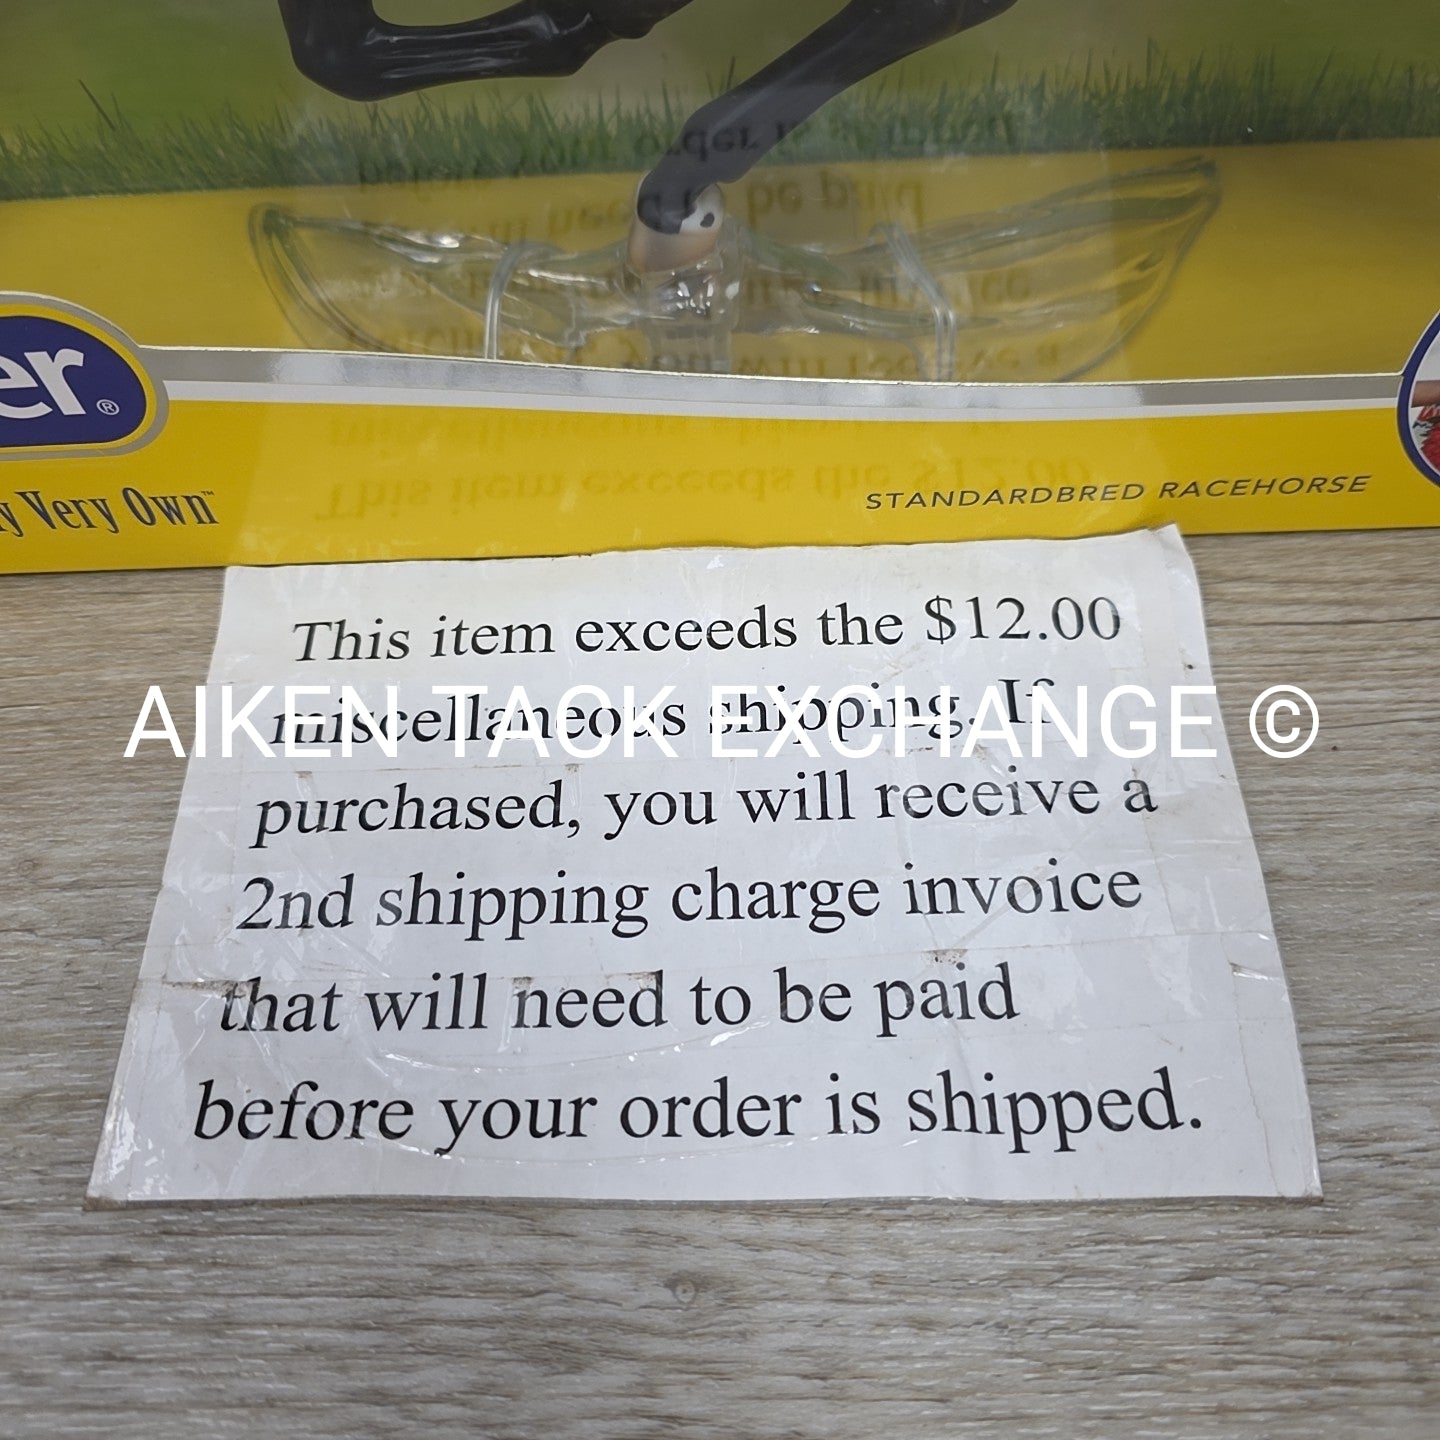 er®
y Very Own™
STANDARDBRED RACEHORSE
This item exceeds the $12.00
miscellaneous shipping. If
AIKEN TACK EXCHANGE ©
purchased, you will receive a
2nd shipping charge invoice
that will need to be paid
before your order is shipped.